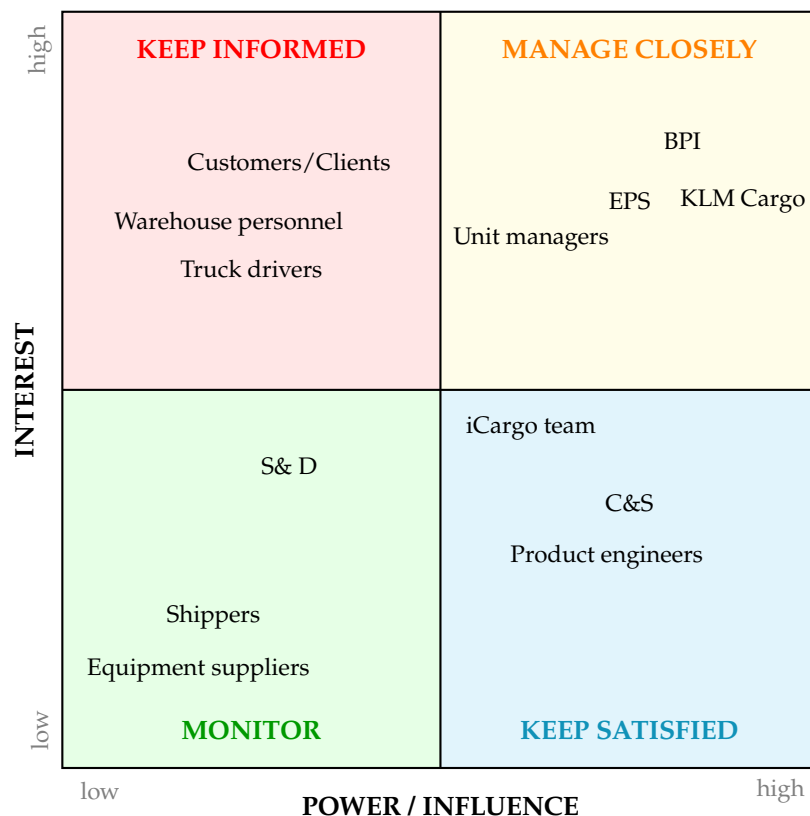 high
KEEP INFORMED
MANAGE CLOSELY
BPI
Customers/Clients
EPS
KLM Cargo
Warehouse personnel
Unit managers
Truck drivers
INTEREST
iCargo team
S& D
C&S
Product engineers
Shippers
Equipment suppliers
low
MONITOR
KEEP SATISFIED
low
high
POWER / INFLUENCE